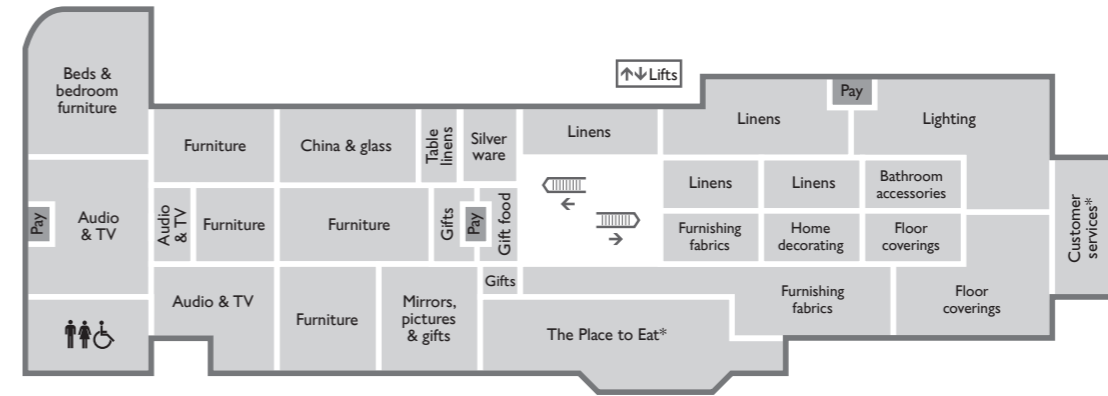 Beds &
bedroom
furniture
Lifts
Pay
Linens
Lighting
Furniture
China & glass
Table
linens
Silver
ware
Linens
Linens
Linens
Bathroom
accessories
Customer
services*
Pay
Audio
& TV
Audio
& TV
Furniture
Furniture
Gifts
Pay
Gift food
Furnishing
fabrics
Home
decorating
Floor
coverings
Audio & TV
Furniture
Mirrors,
pictures
& gifts
Gifts
The Place to Eat*
Furnishing
fabrics
Floor
coverings